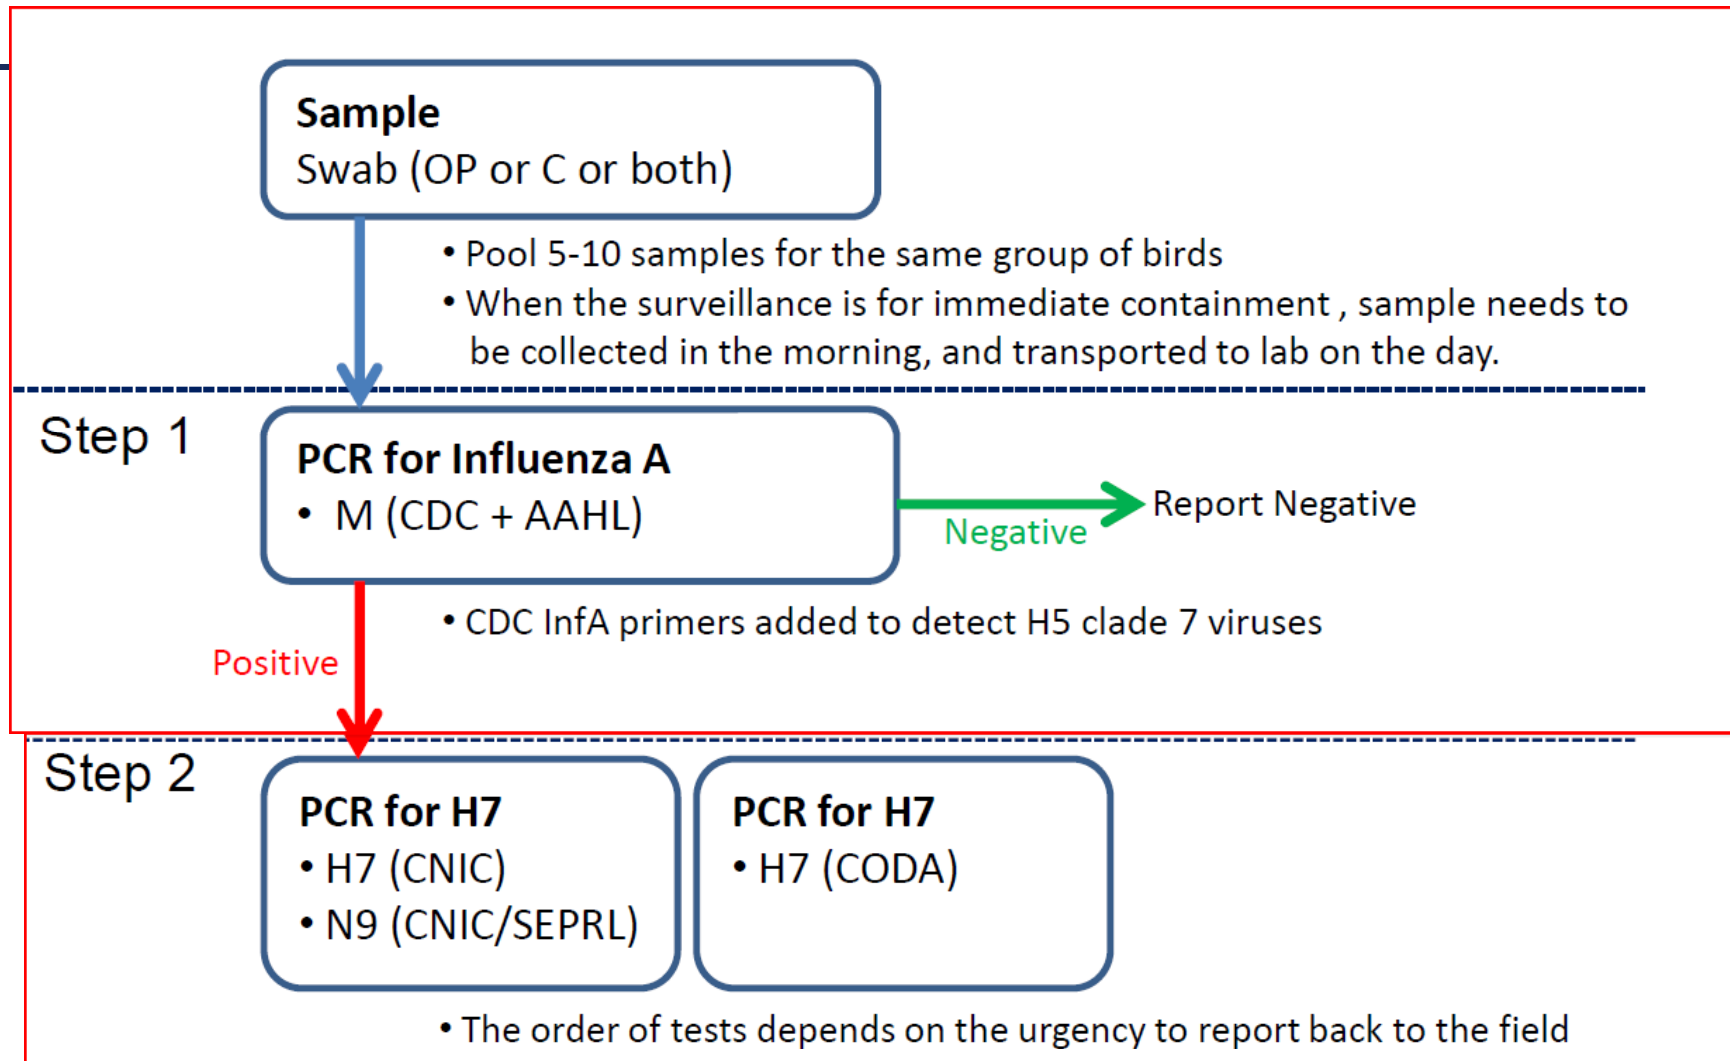 Sample
Swab (OP or C or both)
• Pool 5-10 samples for the same group of birds
• When the surveillance is for immediate containment , sample needs to
be collected in the morning, and transported to lab on the day.
Step 1
PCR for Influenza A
• M (CDC + AAHL)
Negative
Report Negative
• CDC InfA primers added to detect H5 clade 7 viruses
Positive
Step 2
PCR for H7
• H7 (CNIC)
• N9 (CNIC/SEPRL)
PCR for H7
• H7 (CODA)
• The order of tests depends on the urgency to report back to the field